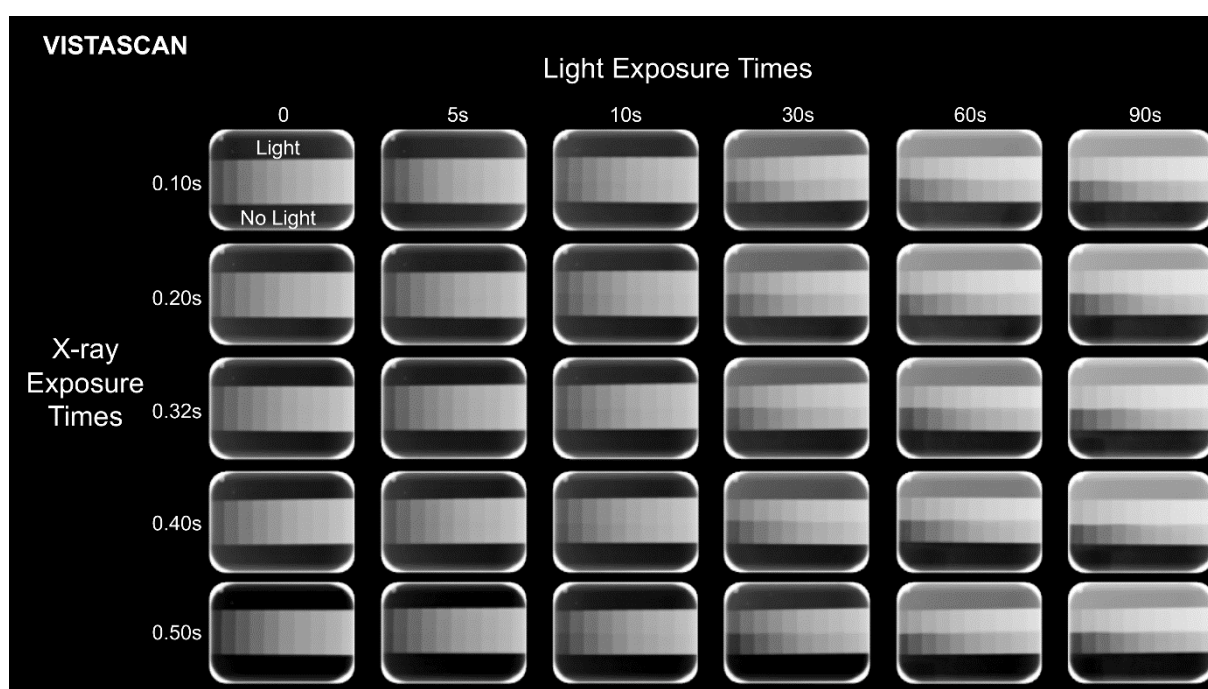 VISTASCAN
Light Exposure Times
0 5s 10s 30s 60s 90s
Light
0.10s
No Light
0.20s
X-ray
Exposure
Times
0.32s
0.40s
0.50s